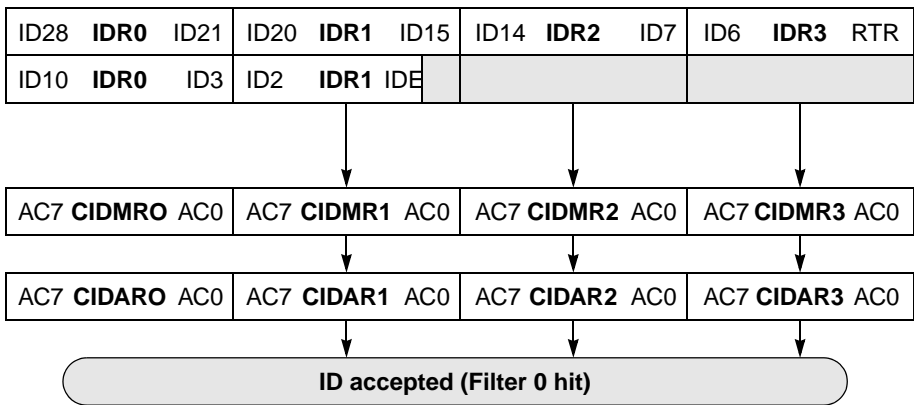 ID28 IDR0 ID21 ID20 IDR1 ID15 ID14 IDR2 ID7 ID6 IDR3 RTR
ID10 IDR0 ID3 ID2 IDR1 IDE
AC7 CIDMRO AC0 AC7 CIDMR1 AC0 AC7 CIDMR2 AC0 AC7 CIDMR3 AC0
AC7 CIDARO AC0 AC7 CIDAR1 AC0 AC7 CIDAR2 AC0 AC7 CIDAR3 AC0
ID accepted (Filter 0 hit)